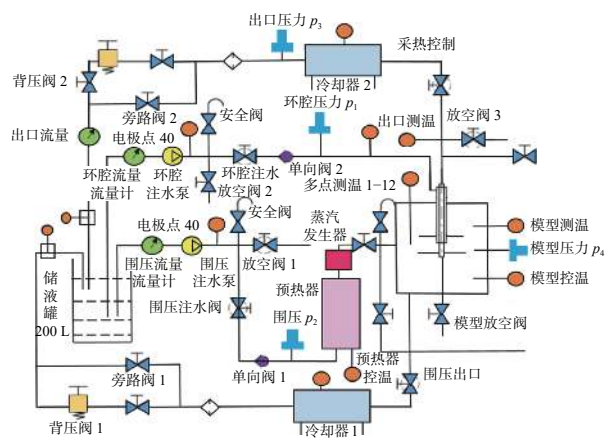 出口压力 p3
采热控制
背压阀 2
冷却器2
旁路阀 2
安全阀
环腔压力 p1
出口测温
放空阀 3
出口流量
电极点 40
环腔流量
流量计
环腔
注水泵
环腔注水
放空阀 2
单向阀 2
多点测温 1−12
安全阀
电极点 40
蒸汽
发生器
模型测温
围压流量
流量计
围压
注水泵
放空阀 1
模型压力 p4
储
液
罐
200 L
预热器
模型控温
围压注水阀
围压 p2
模型放空阀
旁路阀 1
单向阀 1
预热器
控温
围压出口
背压阀 1
冷却器1